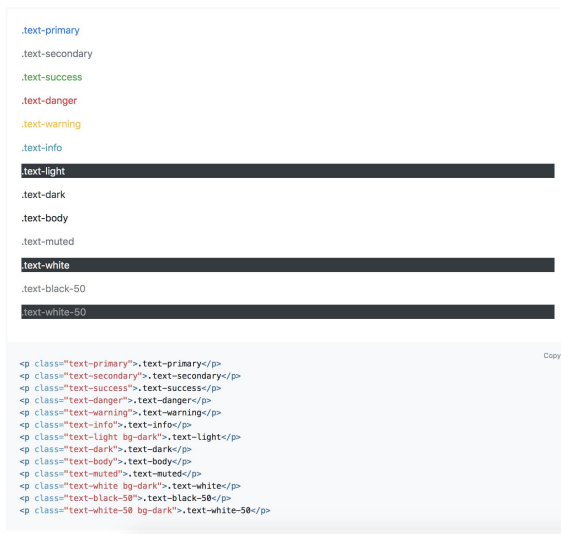 .text-primary
.text-secondary
.text-success
.text-danger
.text-warning
.text-info
.text-light
.text-dark
.text-body
.text-muted
.text-white
.text-black-50
.text-white-50
Copy
<p class="text-primary">.text-primary</p>
<p class="text-secondary">.text-secondary</p>
<p class="text-success">.text-success</p>
<p class="text-danger">.text-danger</p>
<p class="text-warning">.text-warning</p>
<p class="text-info">.text-info</p>
<p class="text-light bg-dark">.text-light</p>
<p class="text-dark">.text-dark</p>
<p class="text-body">.text-body</p>
<p class="text-muted">.text-muted</p>
<p class="text-white bg-dark">.text-white</p>
<p class="text-black-50">.text-black-50</p>
<p class="text-white-50 bg-dark">.text-white-50</p>